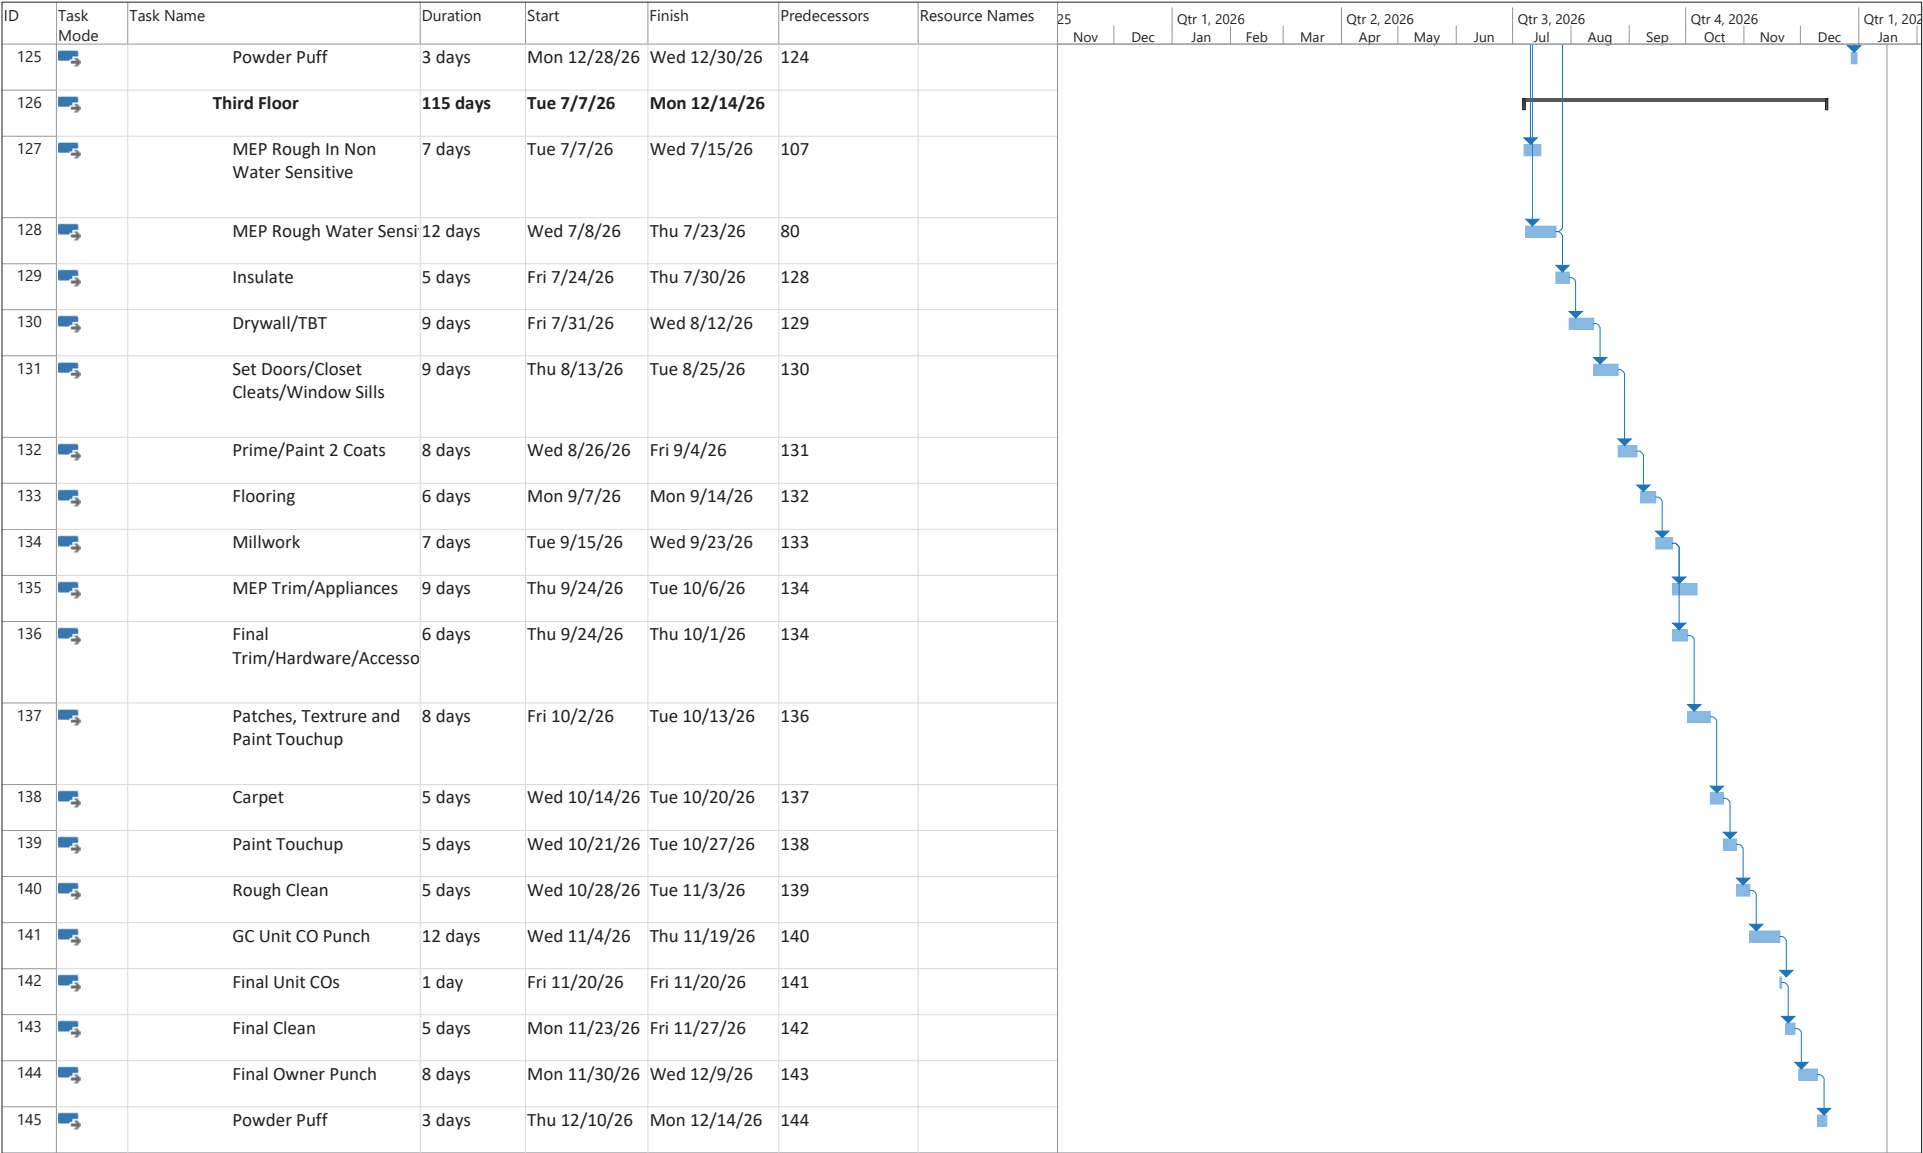 ID Task Mode Task Name Duration Start Finish Predecessors Resource Names 25 Qtr 1, 2026 Qtr 2, 2026 Qtr 3, 2026 Qtr 4, 2026 Qtr 1, 202
Nov Dec Jan Feb Mar Apr May Jun Jul Aug Sep Oct Nov Dec Jan
125 Powder Puff 3 days Mon 12/28/26 Wed 12/30/26 124
126 Third Floor 115 days Tue 7/7/26 Mon 12/14/26
127 MEP Rough In Non 7 days Tue 7/7/26 Wed 7/15/26 107
Water Sensitive
128 MEP Rough Water Sensi 12 days Wed 7/8/26 Thu 7/23/26 80
129 Insulate 5 days Fri 7/24/26 Thu 7/30/26 128
130 Drywall/TBT 9 days Fri 7/31/26 Wed 8/12/26 129
131 Set Doors/Closet 9 days Thu 8/13/26 Tue 8/25/26 130
Cleats/Window Sills
132 Prime/Paint 2 Coats 8 days Wed 8/26/26 Fri 9/4/26 131
133 Flooring 6 days Mon 9/7/26 Mon 9/14/26 132
134 Millwork 7 days Tue 9/15/26 Wed 9/23/26 133
135 MEP Trim/Appliances 9 days Thu 9/24/26 Tue 10/6/26 134
136 Final 6 days Thu 9/24/26 Thu 10/1/26 134
Trim/Hardware/Accesso
137 Patches, Textrure and 8 days Fri 10/2/26 Tue 10/13/26 136
Paint Touchup
138 Carpet 5 days Wed 10/14/26 Tue 10/20/26 137
139 Paint Touchup 5 days Wed 10/21/26 Tue 10/27/26 138
140 Rough Clean 5 days Wed 10/28/26 Tue 11/3/26 139
141 GC Unit CO Punch 12 days Wed 11/4/26 Thu 11/19/26 140
142 Final Unit COs 1 day Fri 11/20/26 Fri 11/20/26 141
143 Final Clean 5 days Mon 11/23/26 Fri 11/27/26 142
144 Final Owner Punch 8 days Mon 11/30/26 Wed 12/9/26 143
145 Powder Puff 3 days Thu 12/10/26 Mon 12/14/26 144